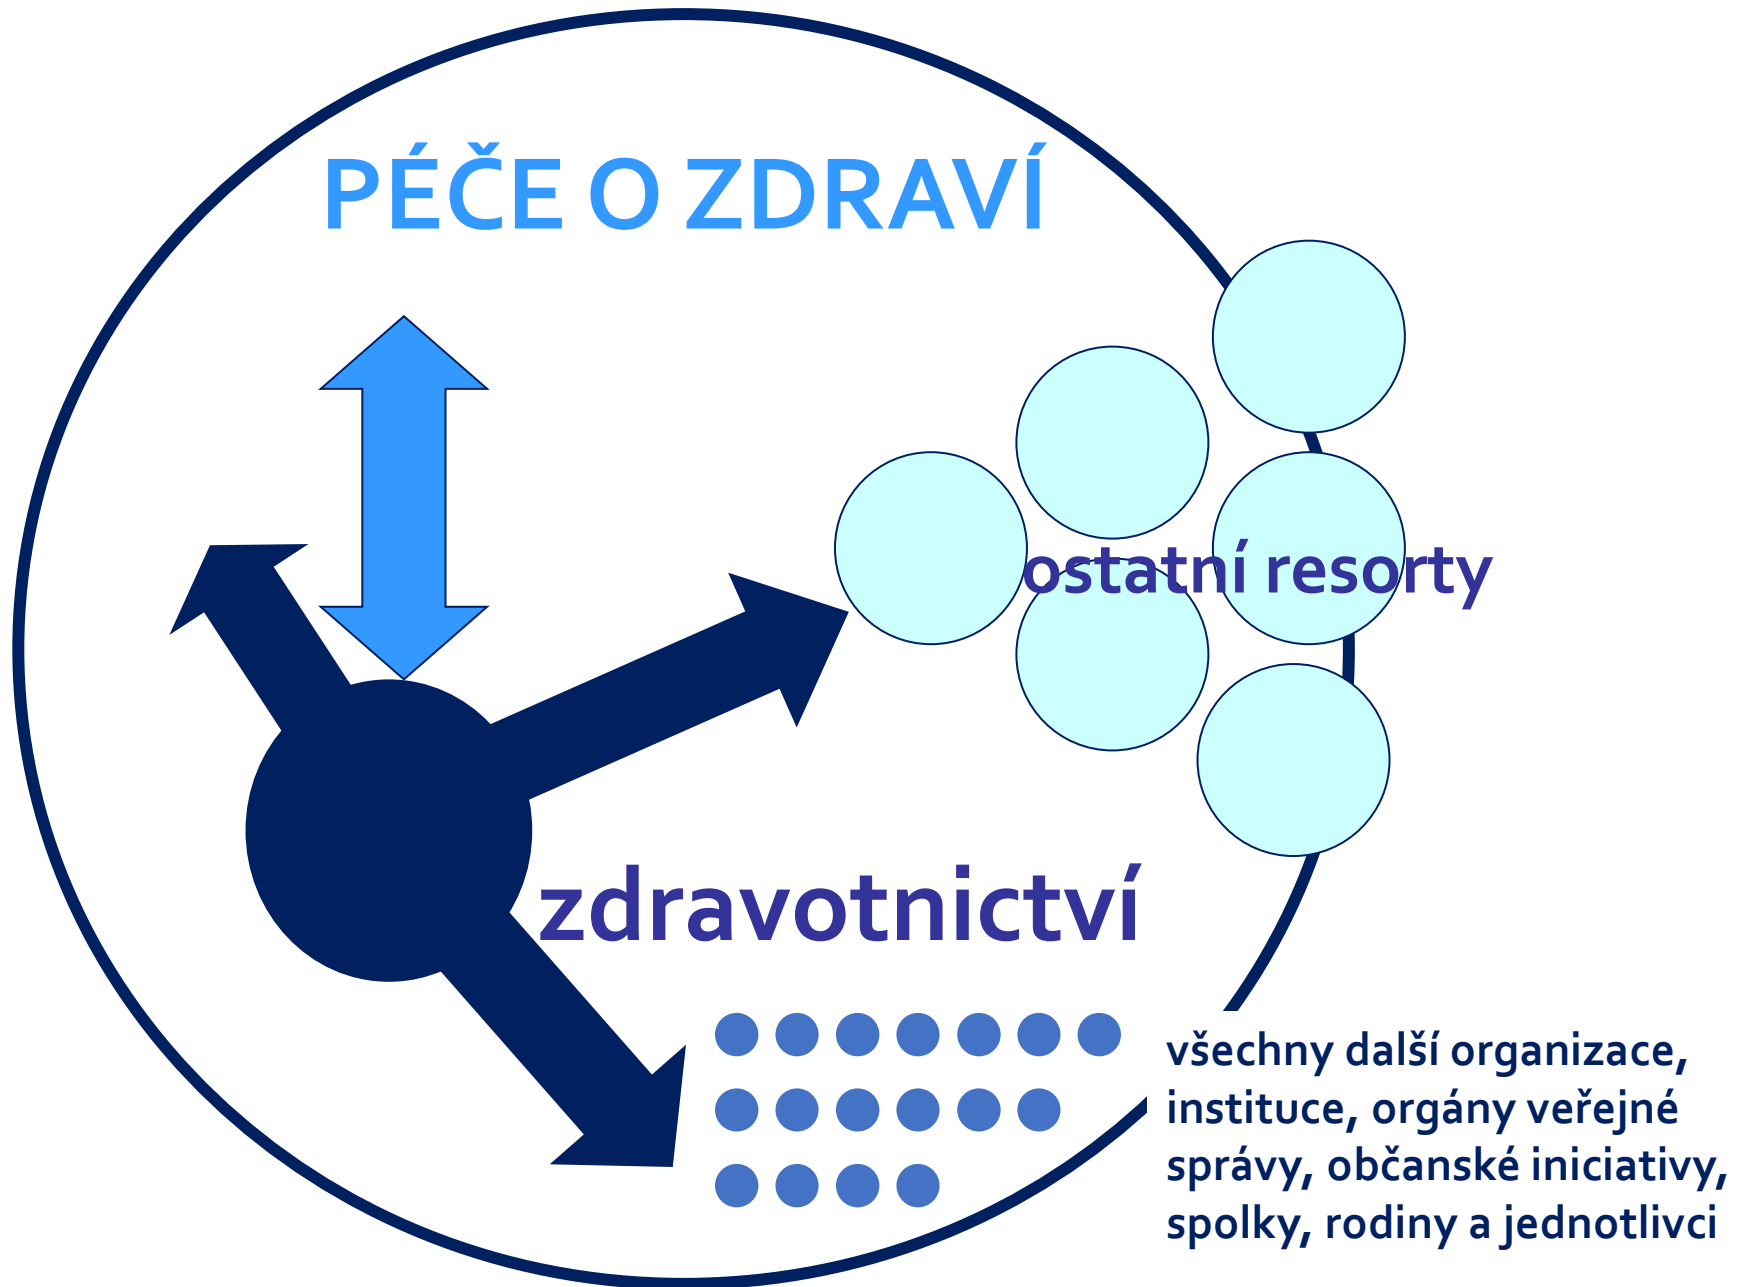 PÉČE O ZDRAVÍ
ostatní resorty
zdravotnictví
všechny další organizace,
instituce, orgány veřejné
správy, občanské iniciativy,
spolky, rodiny a jednotlivci